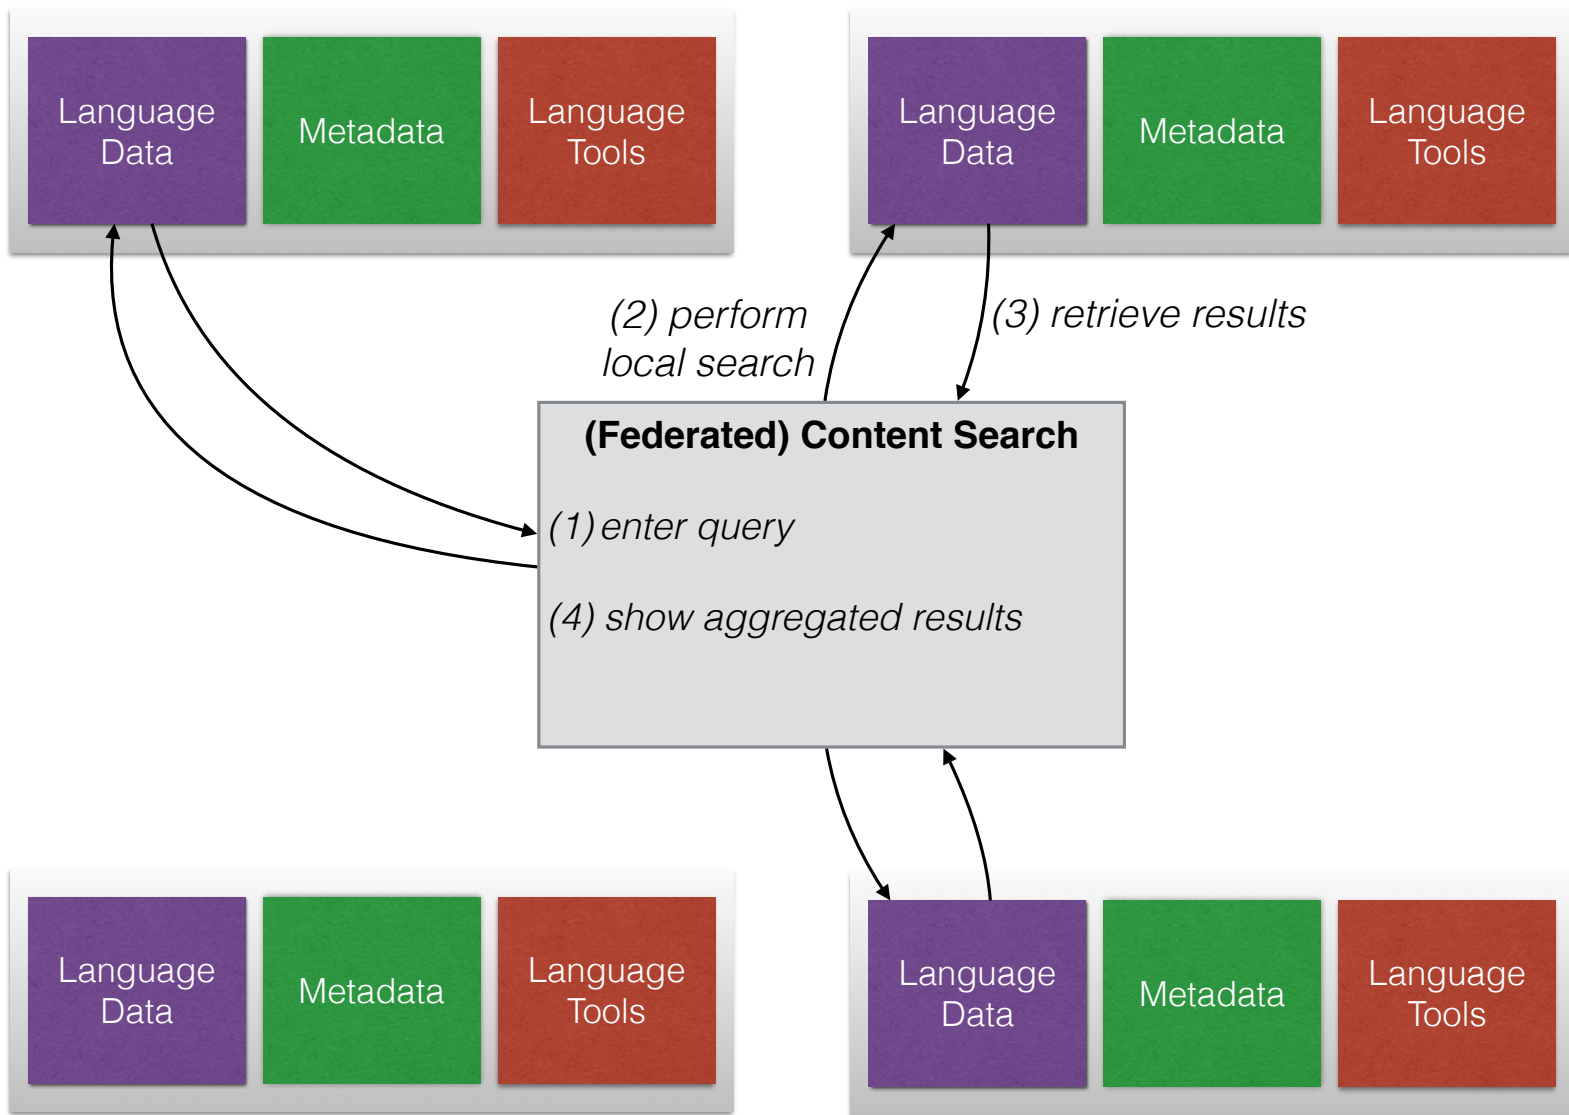 Language
Data
Metadata
Language
Tools
Language
Data
Metadata
Language
Tools
(2) perform
local search
(3) retrieve results
(Federated) Content Search
(1) enter query
(4) show aggregated results
Language
Data
Metadata
Language
Tools
Language
Data
Metadata
Language
Tools